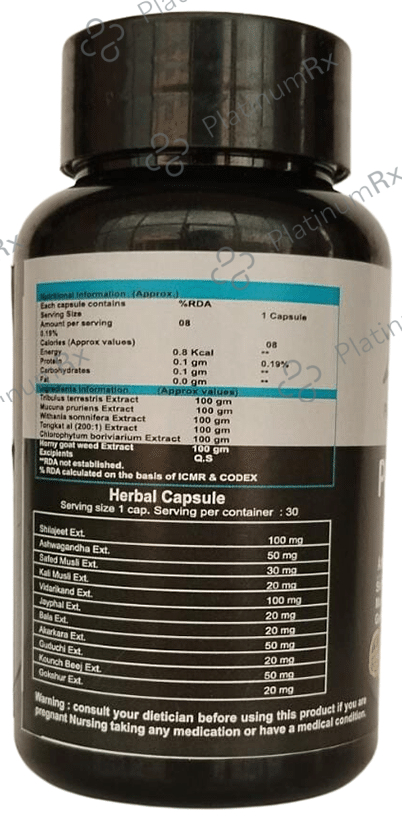 PlatinumRx
PlatinumRx
PlatinumRx
PlatinumRx
PlatinumRx
Nutritional Information (Approx.)
Each capsule contains %RDA
Serving Size 1 Capsule
Amount per serving 08
0.19%
Calories (Approx values) 08
Energy 0.8 Kcal --
Protein 0.1 gm 0.19%
Carbohydrates 0.1 gm --
Fat 0.0 gm
Ingredients Information (Approx values)
Tribulus terrestris Extract 100 gm
Mucuna pruriens Extract 100 gm
Withania somnifera Extract 100 gm
Tongkat al (200:1) Extract 100 gm
Chlorophytum boriviarium Extract 100 gm
Horny goat weed Extract 100 gm
Excipients Q.S
**RDA not established.
% RDA calculated on the basis of ICMR & CODEX
Herbal Capsule
Serving size 1 cap. Serving per container : 30
Shilajeet Ext. 100 mg
Ashwagandha Ext. 50 mg
Safed Musli Ext. 30 mg
Kali Musli Ext. 20 mg
Vidarikand Ext. 100 mg
Jayphal Ext. 20 mg
Bala Ext. 20 mg
Akarkara Ext. 50 mg
Guduchi Ext. 20 mg
Kounch Beej Ext. 50 mg
Gokshur Ext. 20 mg
Warning : consult your dietician before using this product if you are
pregnant Nursing taking any medication or have a medical condition.